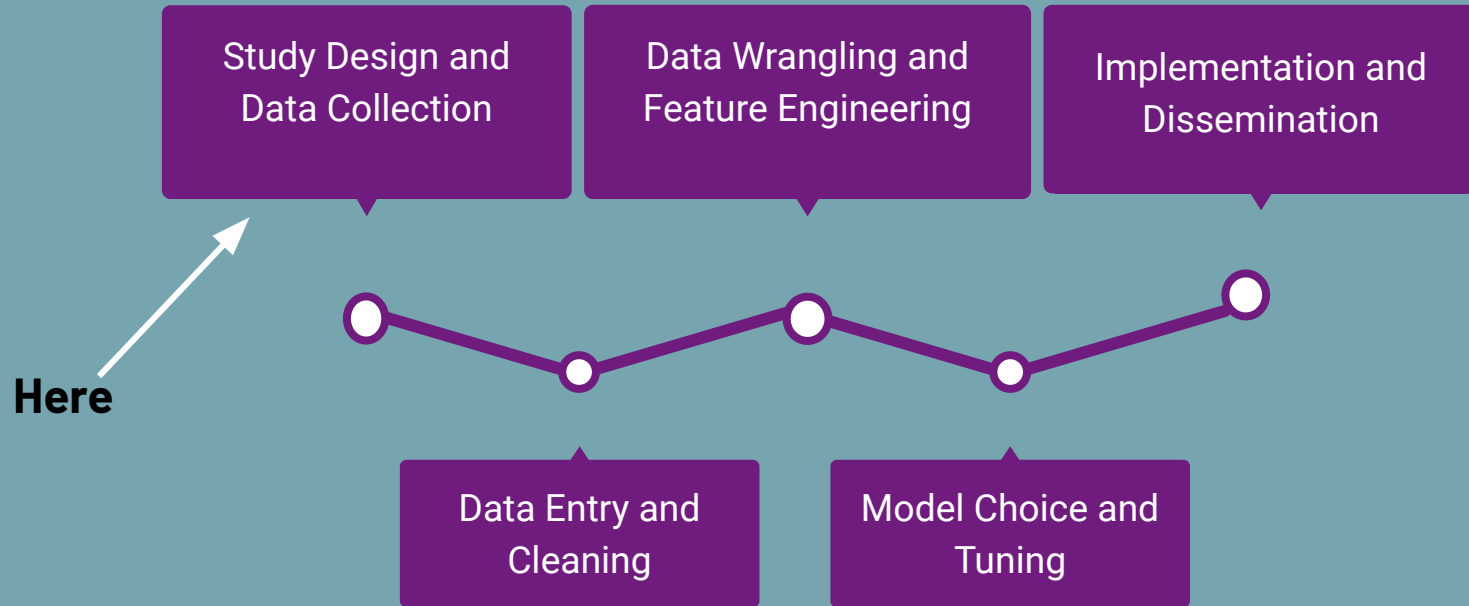 Study Design and
Data Collection
Data Wrangling and
Feature Engineering
Implementation and
Dissemination
Here
Data Entry and
Cleaning
Model Choice and
Tuning